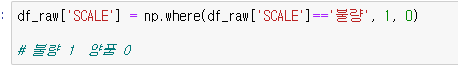 :
df_raw['SCALE'] = np.where(df_raw['SCALE']=='불량', 1, 0)
# 불량 1 양품 0